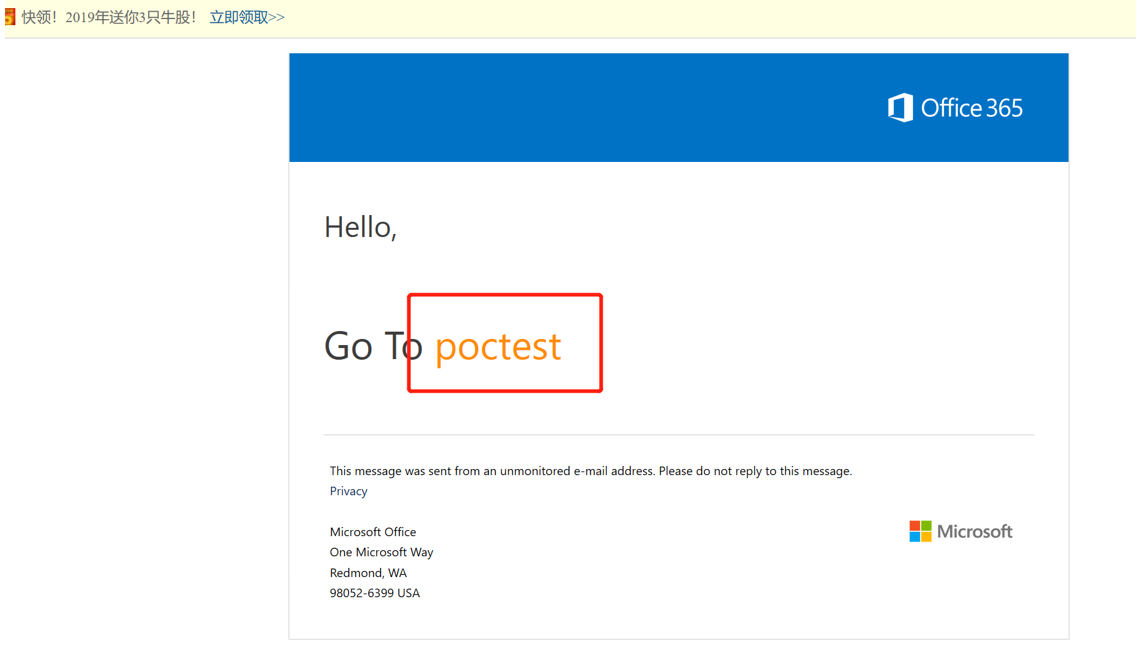 快领！2019年送你3只牛股！ 立即领取>>
Office 365
Hello,
Go To poctest
This message was sent from an unmonitored e-mail address. Please do not reply to this message.
Privacy
Microsoft Office
One Microsoft Way
Redmond, WA
98052-6399 USA
Microsoft